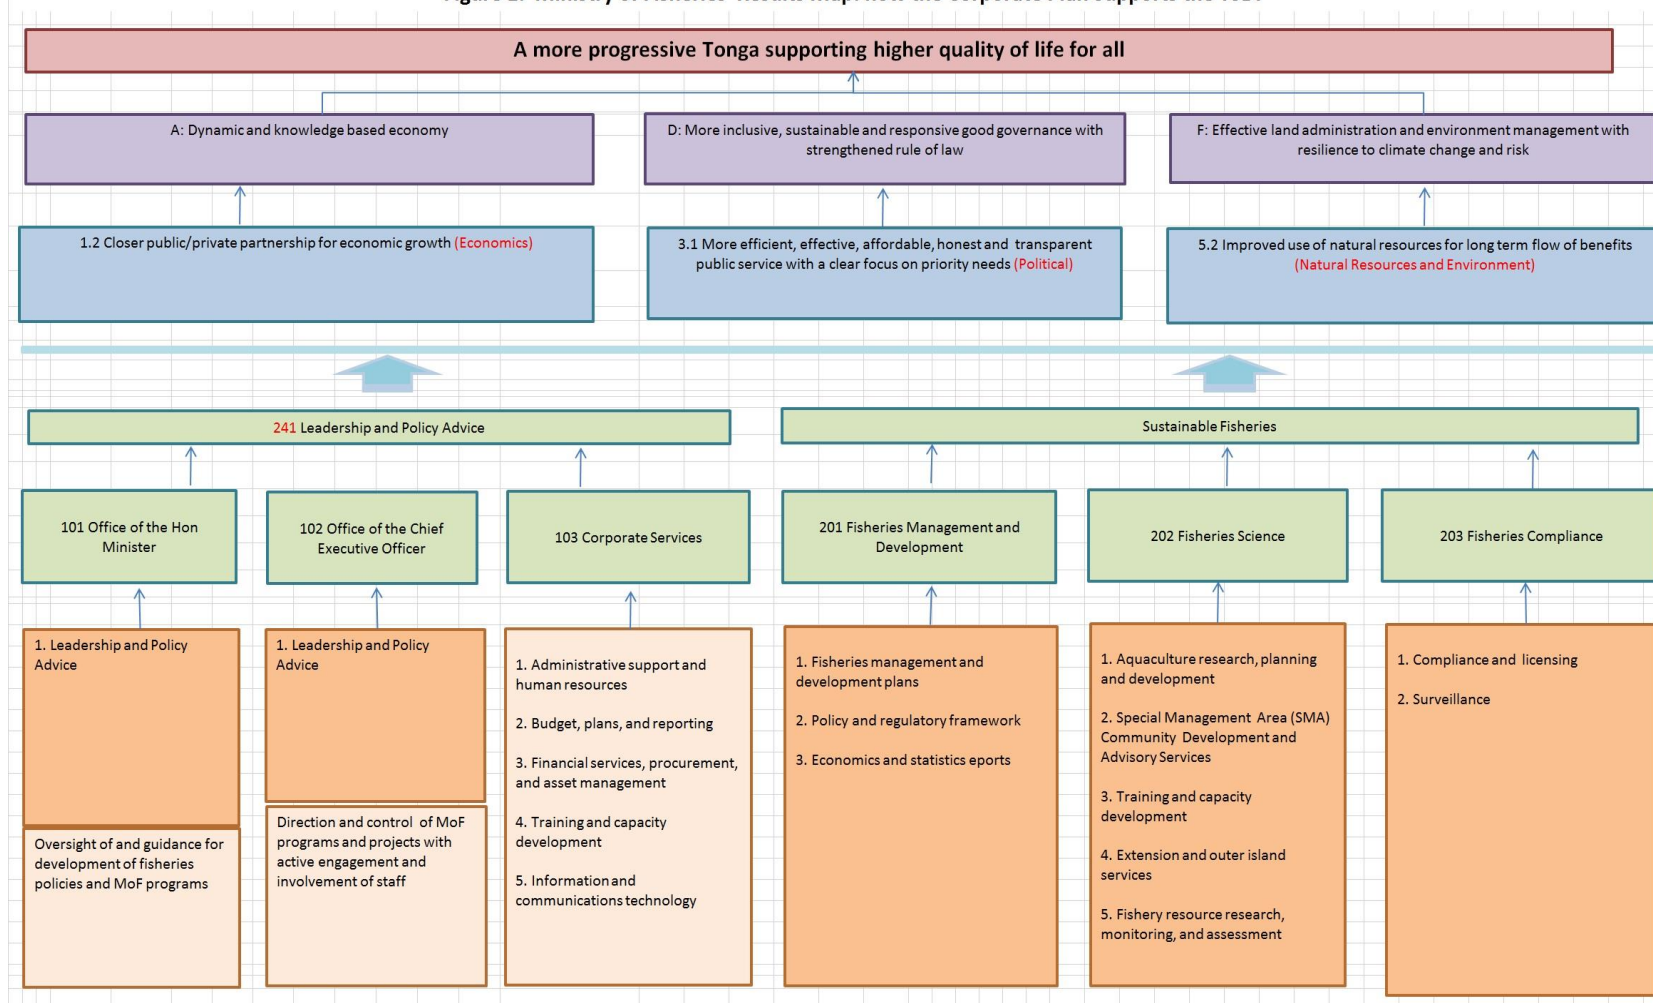 A more progressive Tonga supporting higher quality of life for all
A: Dynamic and knowledge based economy
D: More inclusive, sustainable and responsive good governance with
strengthened rule of law
F: Effective land administration and environment management with
resilience to climate change and risk
1.2 Closer public/private partnership for economic growth (Economics)
3.1 More efficient, effective, affordable, honest and transparent
public service with a clear focus on priority needs (Political)
5.2 Improved use of natural resources for long term flow of benefits
(Natural Resources and Environment)
241 Leadership and Policy Advice
Sustainable Fisheries
101 Office of the Hon
Minister
102 Office of the Chief
Executive Officer
103 Corporate Services
201 Fisheries Management and
Development
202 Fisheries Science
203 Fisheries Compliance
1. Leadership and Policy
Advice
Oversight of and guidance for
development of fisheries
policies and MoF programs
1. Leadership and Policy
Advice
Direction and control of MoF
programs and projects with
active engagement and
involvement of staff
1. Administrative support and
human resources
2. Budget, plans, and reporting
3. Financial services, procurement,
and asset management
4. Training and capacity
development
5. Information and
communications technology
1. Fisheries management and
development plans
2. Policy and regulatory framework
3. Economics and statistics eports
1. Aquaculture research, planning
and development
2. Special Management Area (SMA)
Community Development and
Advisory Services
3. Training and capacity
development
4. Extension and outer island
services
5. Fishery resource research,
monitoring, and assessment
1. Compliance and licensing
2. Surveillance